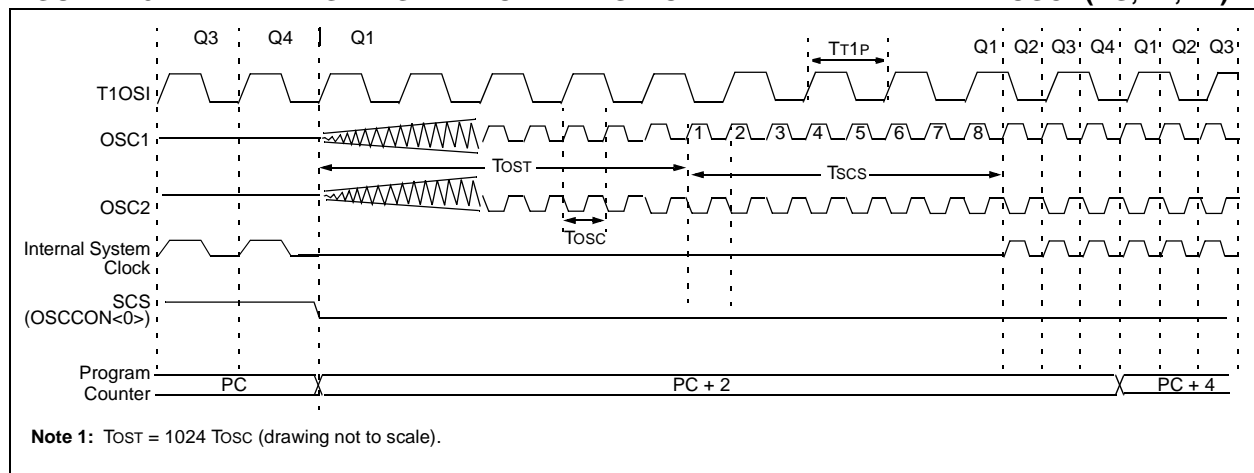 Q3 Q4 Q1 Q1 Q2 Q3 Q4 Q1 Q2 Q3
TT1P
T1OSI
OSC1
1 2 3 4 5 6 7 8
TOST
TSCS
OSC2
TOSC
Internal System
Clock
SCS
(OSCCON<0>)
Program
Counter
PC PC + 2 PC + 4
Note 1: TOST = 1024 TOSC (drawing not to scale).